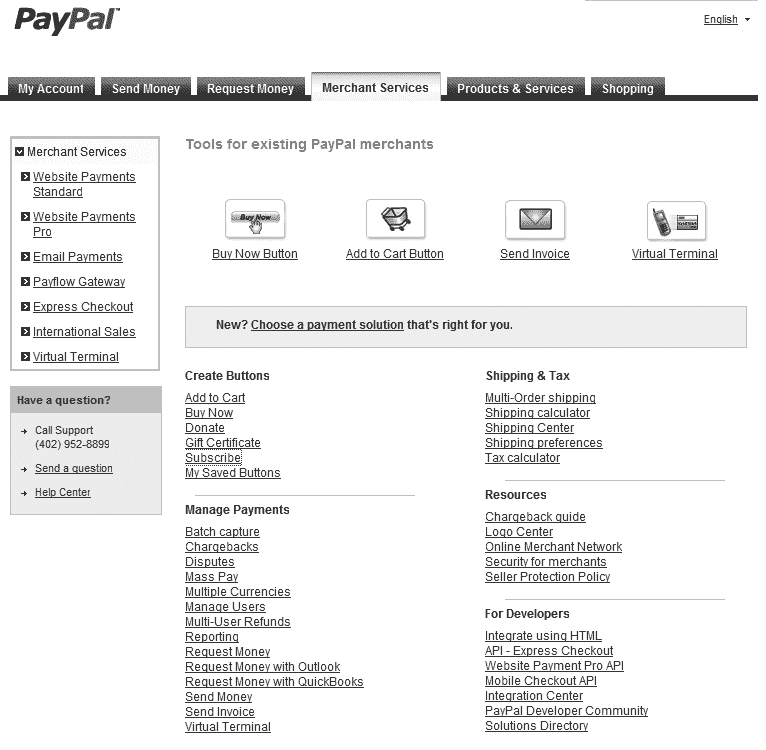 PayPal™
English
My Account Send Money Request Money Merchant Services Products & Services Shopping
Merchant Services
Website Payments
Standard
Website Payments
Pro
Email Payments
Payflow Gateway
Express Checkout
International Sales
Virtual Terminal
Have a question?
Call Support
(402) 952-8899
Send a question
Help Center
Tools for existing PayPal merchants
Buy Now
Buy Now Button Add to Cart Button Send Invoice Virtual Terminal
New? Choose a payment solution that's right for you.
Create Buttons
Add to Cart
Buy Now
Donate
Gift Certificate
Subscribe
My Saved Buttons
Manage Payments
Batch capture
Chargebacks
Disputes
Mass Pay
Multiple Currencies
Manage Users
Multi-User Refunds
Reporting
Request Money
Request Money with Outlook
Request Money with QuickBooks
Send Money
Send Invoice
Virtual Terminal
Shipping & Tax
Multi-Order shipping
Shipping calculator
Shipping Center
Shipping preferences
Tax calculator
Resources
Chargeback guide
Logo Center
Online Merchant Network
Security for merchants
Seller Protection Policy
For Developers
Integrate using HTML
API - Express Checkout
Website Payment Pro API
Mobile Checkout API
Integration Center
PayPal Developer Community
Solutions Directory